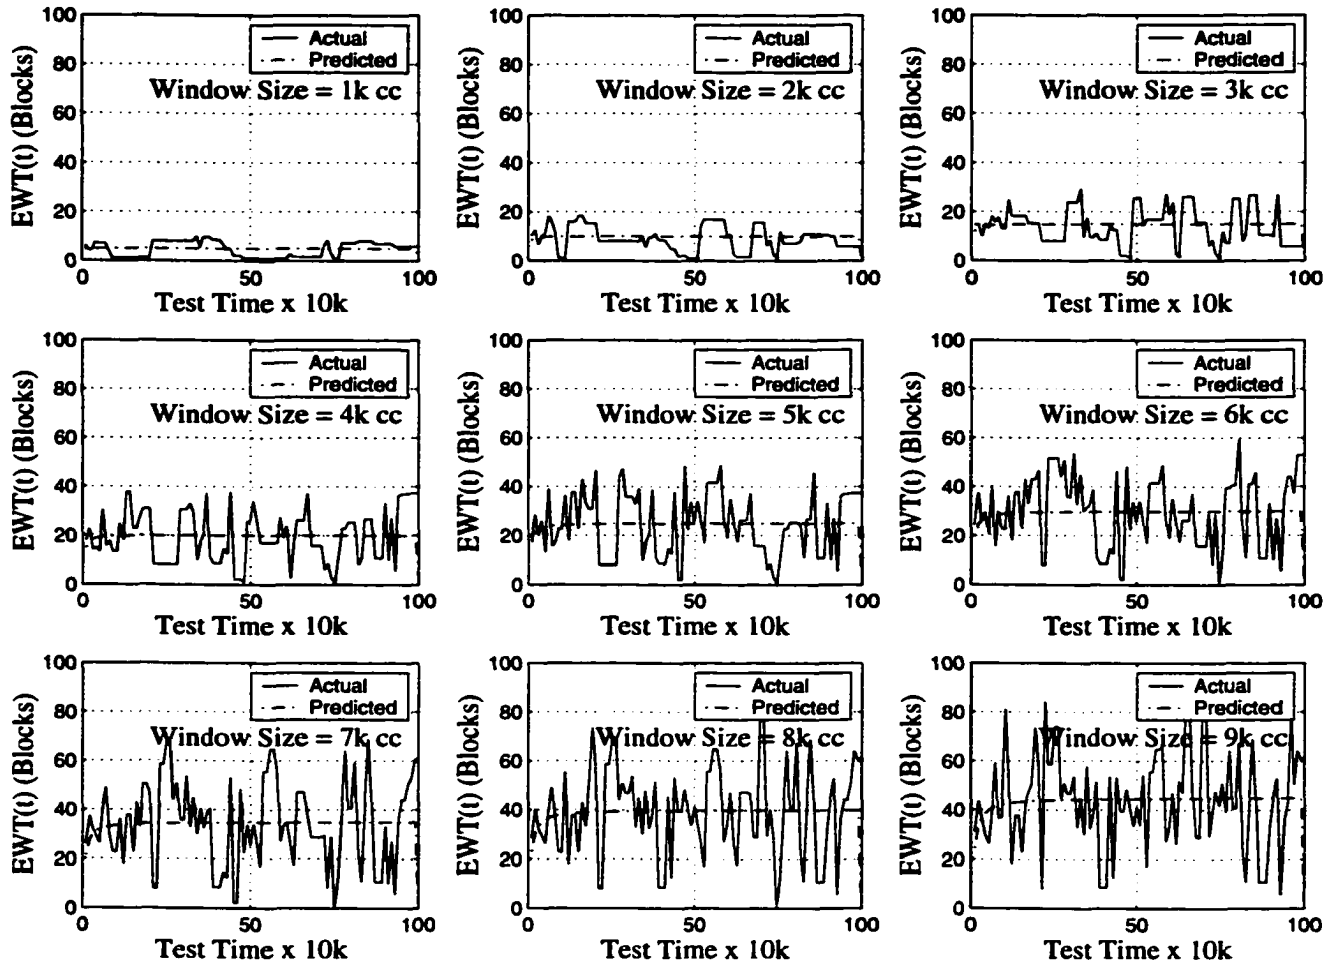 100
80
60
40
20
0
EWT(t) (Blocks)
Actual
Predicted
Window Size = 1k cc
0
50
100
Test Time x 10k
100
80
60
40
20
0
EWT(t) (Blocks)
Actual
Predicted
Window Size = 2k cc
0
50
100
Test Time x 10k
100
80
60
40
20
0
EWT(t) (Blocks)
Actual
Predicted
Window Size = 3k cc
0
50
100
Test Time x 10k
100
80
60
40
20
0
EWT(t) (Blocks)
Actual
Predicted
Window Size = 4k cc
0
50
100
Test Time x 10k
100
80
60
40
20
0
EWT(t) (Blocks)
Actual
Predicted
Window Size = 5k cc
0
50
100
Test Time x 10k
100
80
60
40
20
0
EWT(t) (Blocks)
Actual
Predicted
Window Size = 6k cc
0
50
100
Test Time x 10k
100
80
60
40
20
0
EWT(t) (Blocks)
Actual
Predicted
Window Size = 7k cc
0
50
100
Test Time x 10k
100
80
60
40
20
0
EWT(t) (Blocks)
Actual
Predicted
Window Size = 8k cc
0
50
100
Test Time x 10k
100
80
60
40
20
0
EWT(t) (Blocks)
Actual
Predicted
Window Size = 9k cc
0
50
100
Test Time x 10k